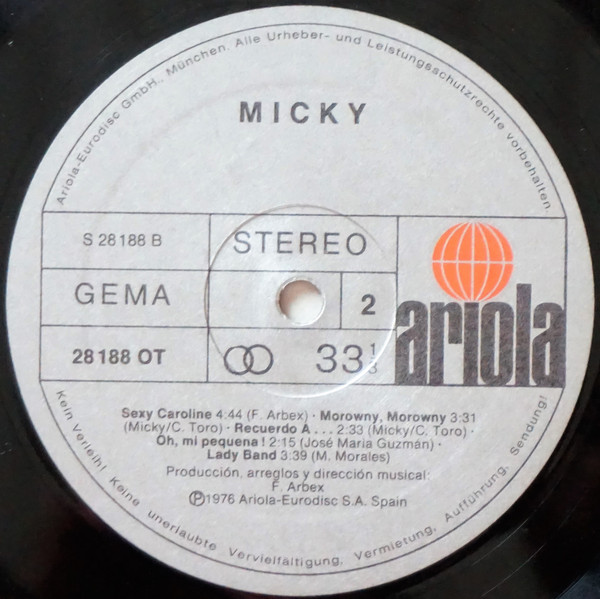 Ariola-Eurodisc GmbH., München. Alle Urheber- und Leistungsschutzrechte vorbehalten.
MICKY
S 28 188 B
STEREO
GEMA
2
ariola
28 188 OT
33 1/3
Sexy Caroline 4:44 (F. Arbex) · Morowny, Morowny 3:31
(Micky/C. Toro) · Recuerdo A . . . 2:33 (Micky/C. Toro) ·
Oh, mi pequena ! 2:15 (José Maria Guzmán) ·
Lady Band 3:39 (M. Morales)
Producción, arreglos y dirección musical:
F. Arbex
Ⓟ1976 Ariola-Eurodisc S.A. Spain
Kein Verleih! Keine unerlaubte Vervielfältigung, Vermietung, Aufführung, Sendung!